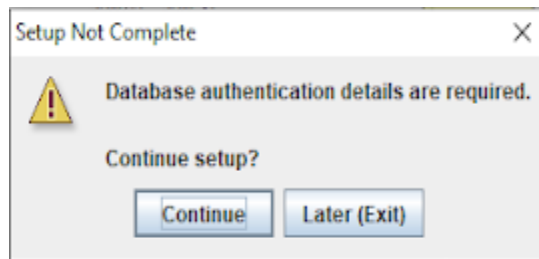 Setup Not Complete
Database authentication details are required.
Continue setup?
Continue Later (Exit)